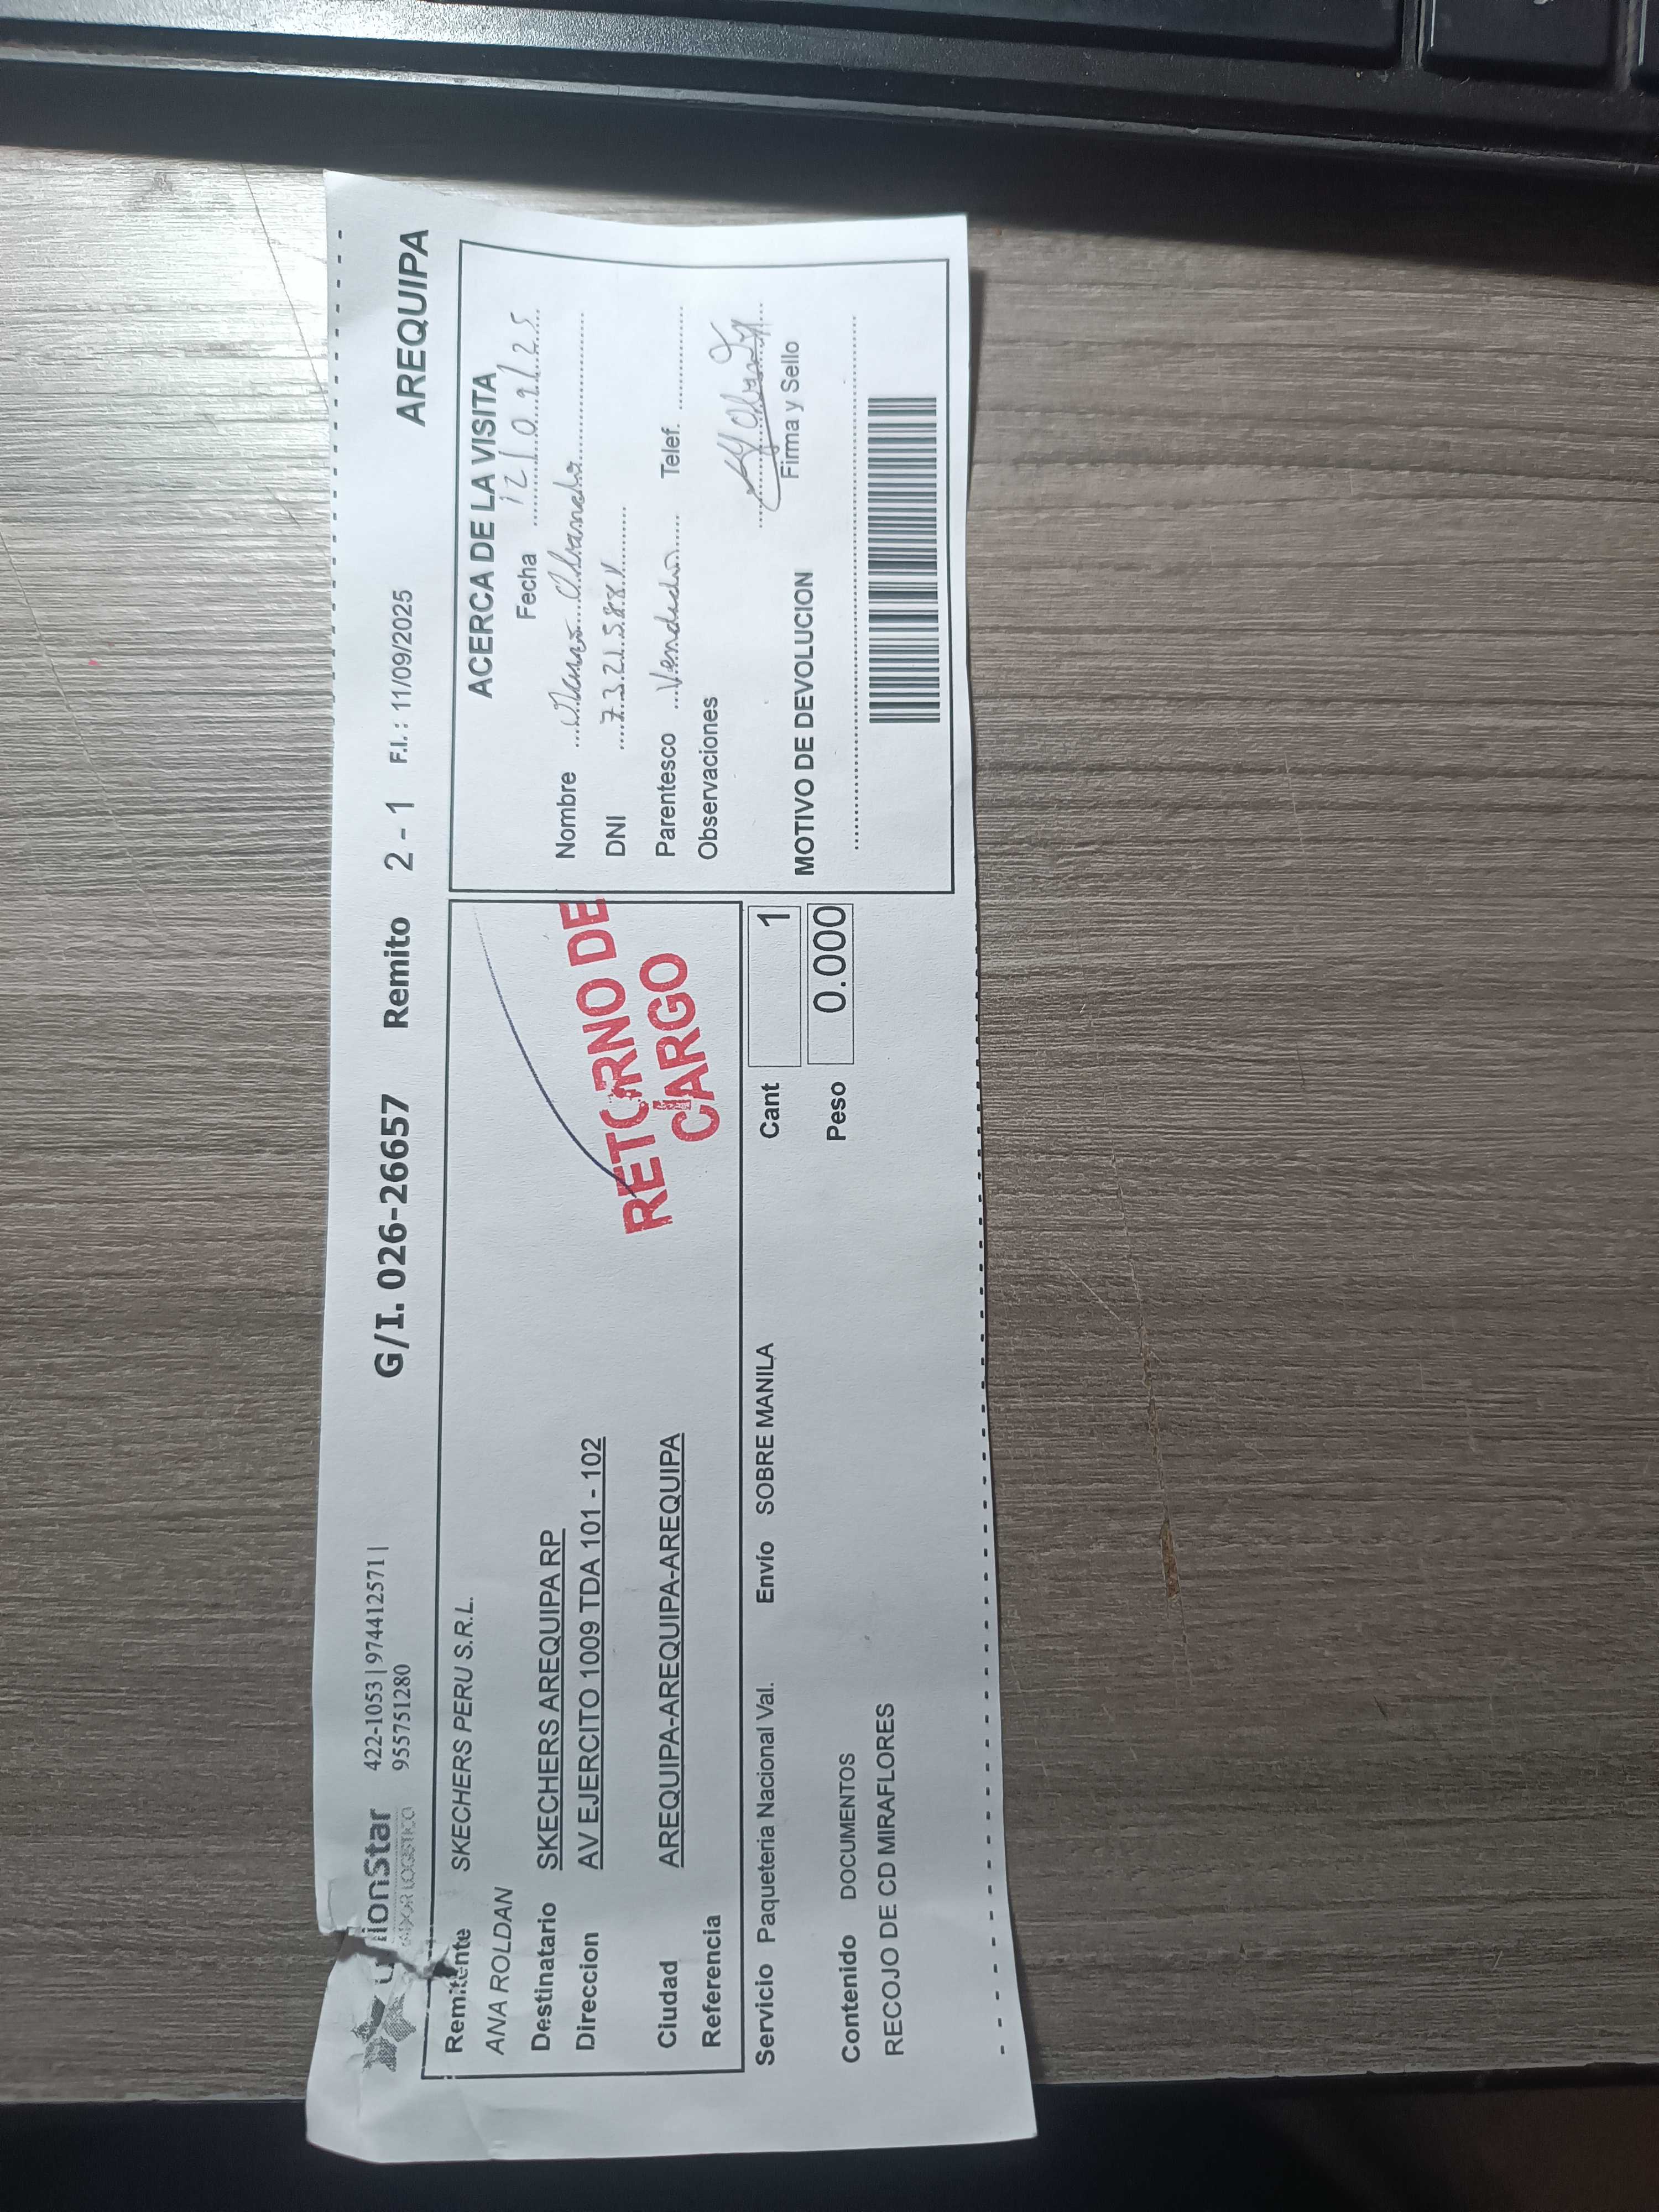 unionStar 422-1053 | 974412571 |
955751280
G/I. 026-26657 Remito 2 - 1 F.I. : 11/09/2025 AREQUIPA
Remitente SKECHERS PERU S.R.L.
ANA ROLDAN
Destinatario SKECHERS AREQUIPA RP
Direccion AV EJERCITO 1009 TDA 101 - 102
Ciudad AREQUIPA-AREQUIPA-AREQUIPA
Referencia
RETORNO DE
CARGO
Servicio Paqueteria Nacional Val. Envío SOBRE MANILA Cant 1
Peso 0.000
Contenido DOCUMENTOS
RECOJO DE CD MIRAFLORES
ACERCA DE LA VISITA
Fecha 12/09/25
Nombre
DNI
Parentesco Vendedor Telef.
Observaciones
Firma y Sello
MOTIVO DE DEVOLUCION